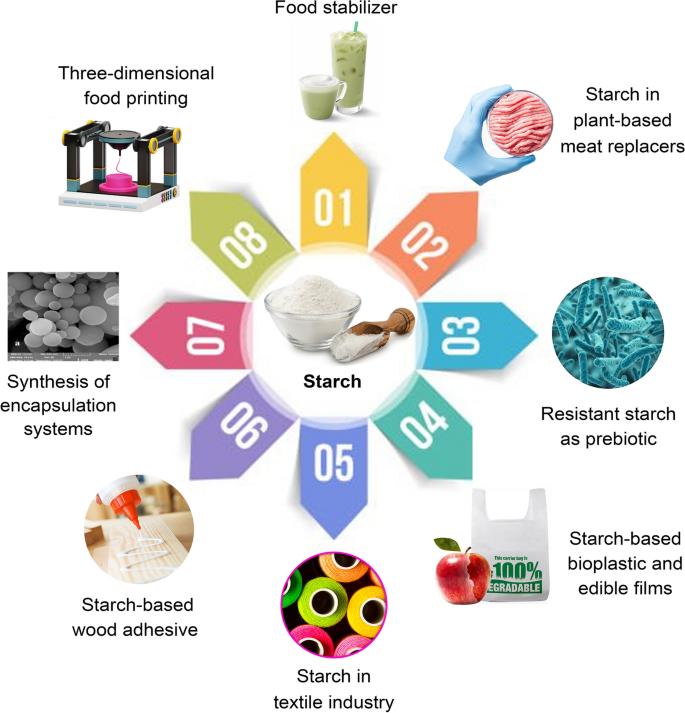 Food stabilizer
Three-dimensional
food printing
Starch in
plant-based
meat replacers
01
02
03
04
05
06
07
08
Starch
a
Synthesis of
encapsulation
systems
Resistant starch
as prebiotic
This carrier bag is
100%
EGRADABLE
Starch-based
bioplastic and
edible films
Starch-based
wood adhesive
Starch in
textile industry